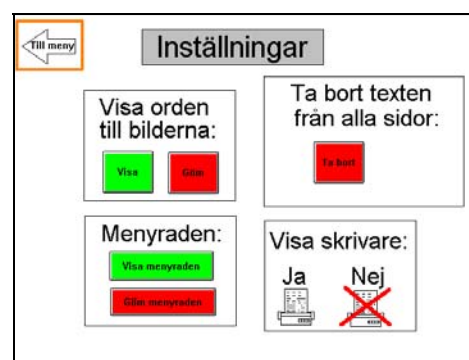 Till meny
Inställningar
Visa orden
till bilderna:
Visa
Göm
Ta bort texten
från alla sidor:
Ta bort
Menyraden:
Visa menyraden
Göm menyraden
Visa skrivare:
Ja
Nej